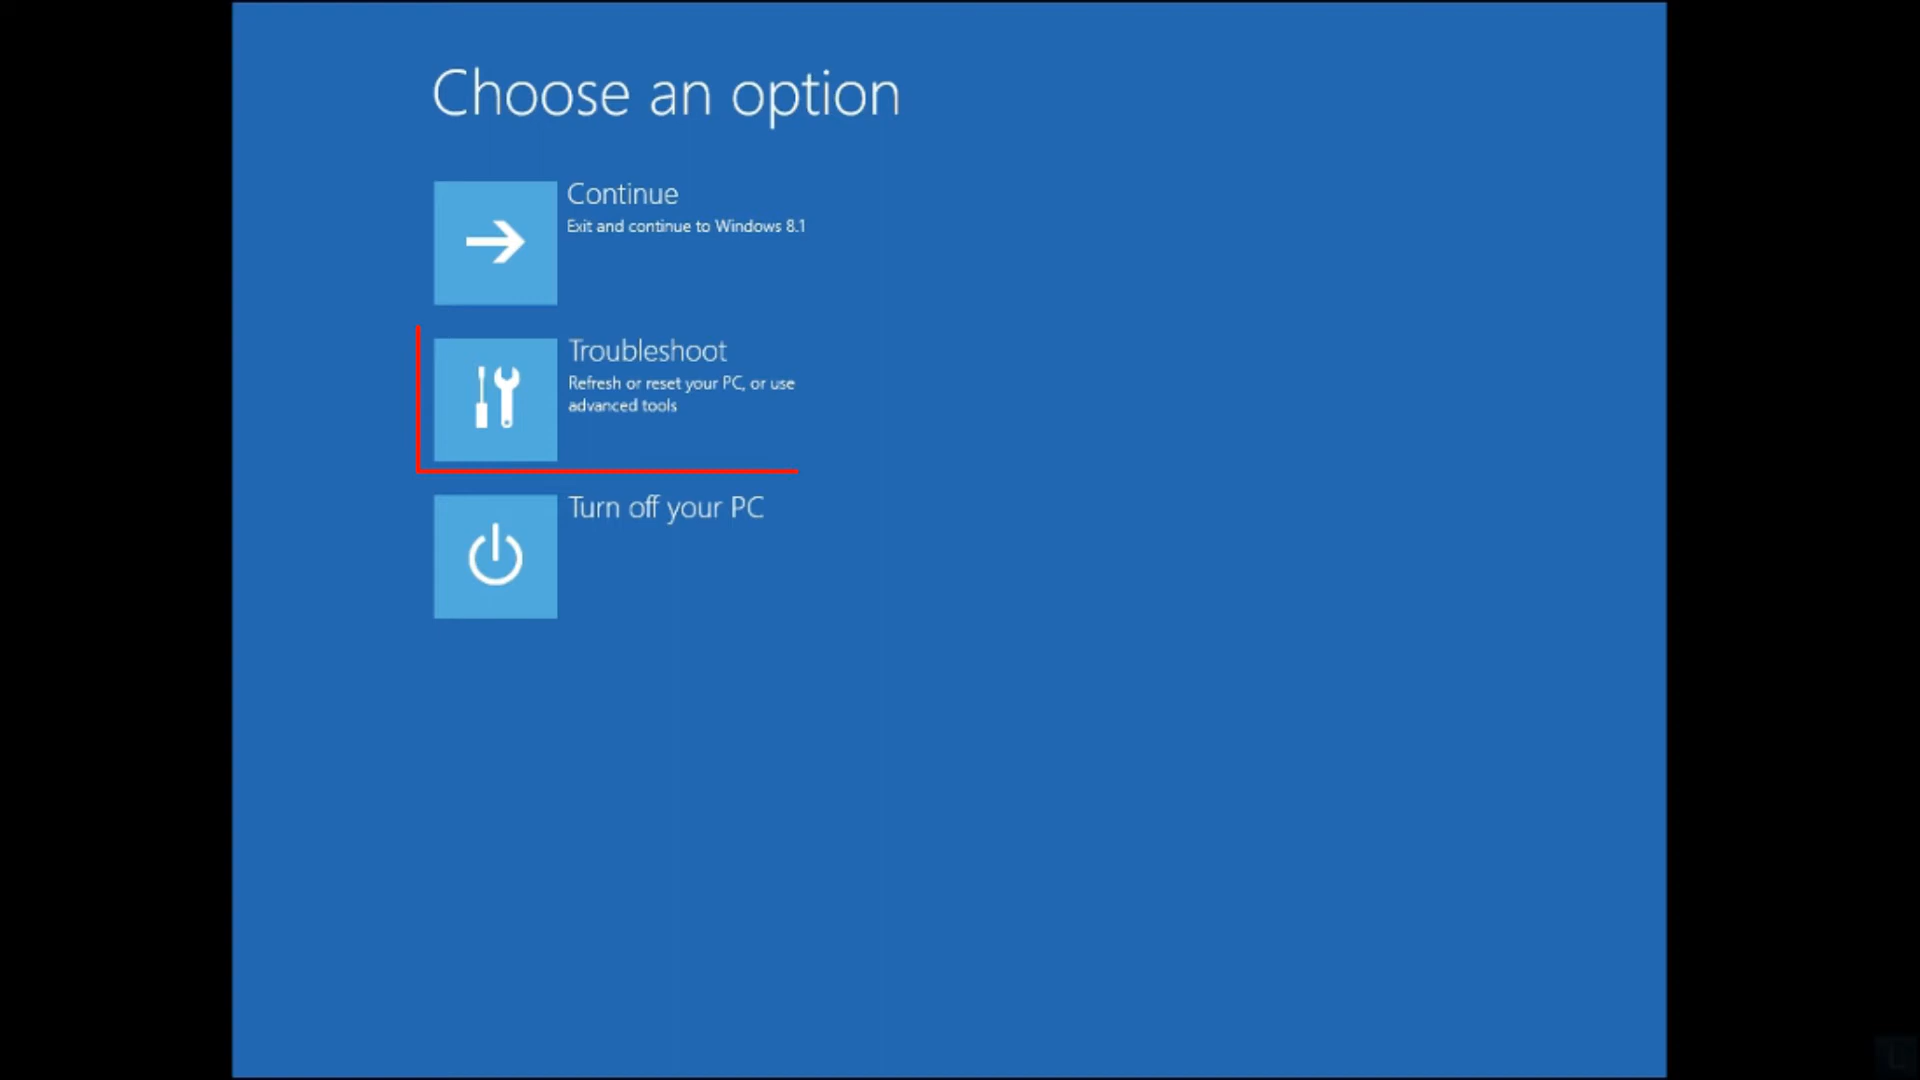 Choose an option
Continue
Exit and continue to Windows 8.1
Troubleshoot
Refresh or reset your PC, or use
advanced tools
Turn off your PC